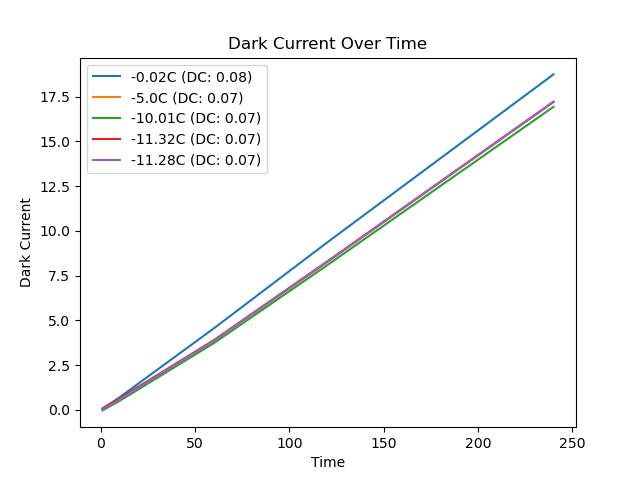 Dark Current Over Time
-0.02C (DC: 0.08)
-5.0C (DC: 0.07)
-10.01C (DC: 0.07)
-11.32C (DC: 0.07)
-11.28C (DC: 0.07)
Dark Current
17.5
15.0
12.5
10.0
7.5
5.0
2.5
0.0
0 50 100 150 200 250
Time